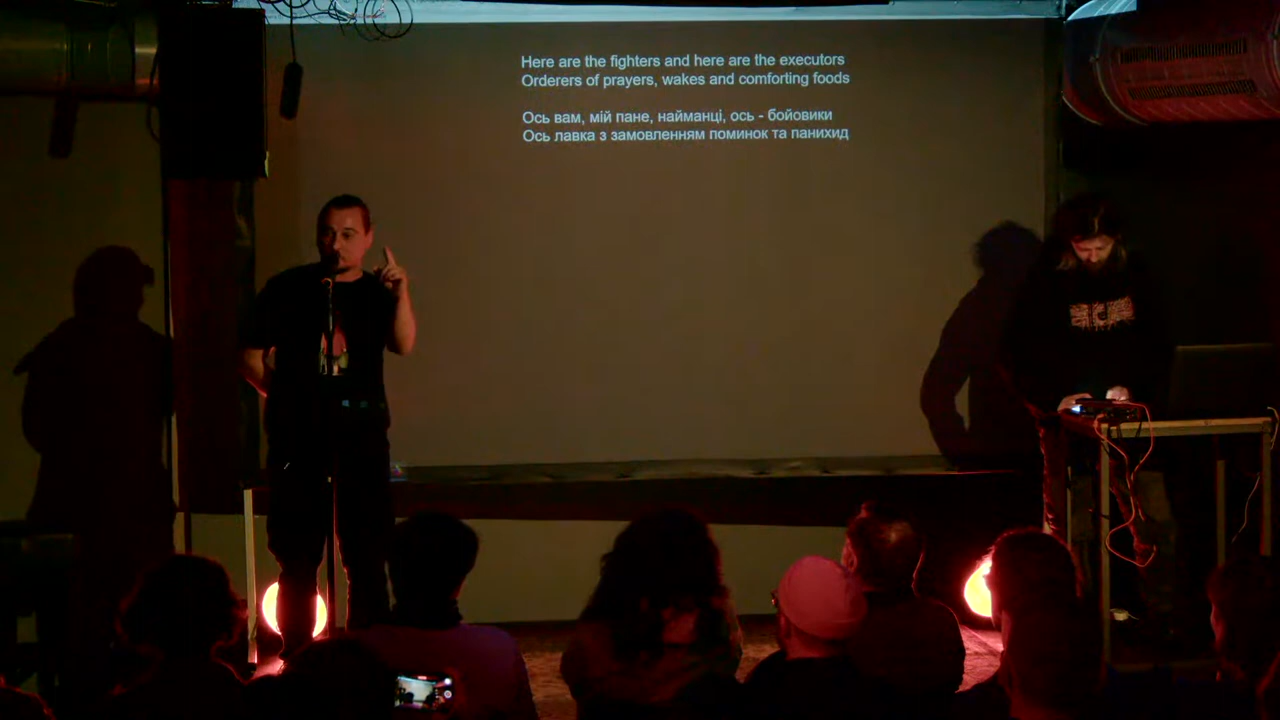 Here are the fighters and here are the executors
Orderers of prayers, wakes and comforting foods
Ось вам, мій пане, найманці, ось - бойовики
Ось лавка з замовленням поминок та панихид